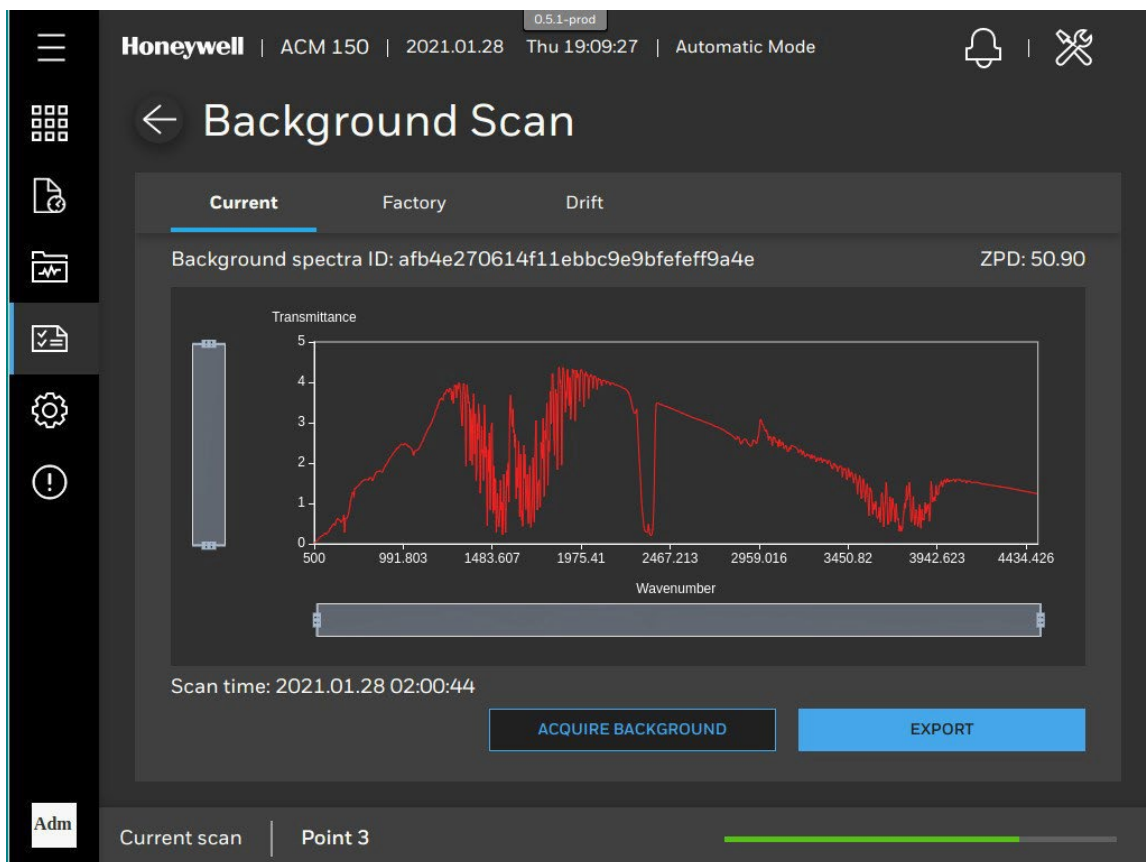 0.5.1-prod
Honeywell | ACM 150 | 2021.01.28 Thu 19:09:27 | Automatic Mode
Background Scan
Current Factory Drift
Background spectra ID: afb4e270614f11ebbc9e9bfefeff9a4e ZPD: 50.90
Transmittance
5
4
3
2
1
0
500 991.803 1483.607 1975.41 2467.213 2959.016 3450.82 3942.623 4434.426
Wavenumber
Scan time: 2021.01.28 02:00:44
ACQUIRE BACKGROUND EXPORT
Adm
Current scan | Point 3